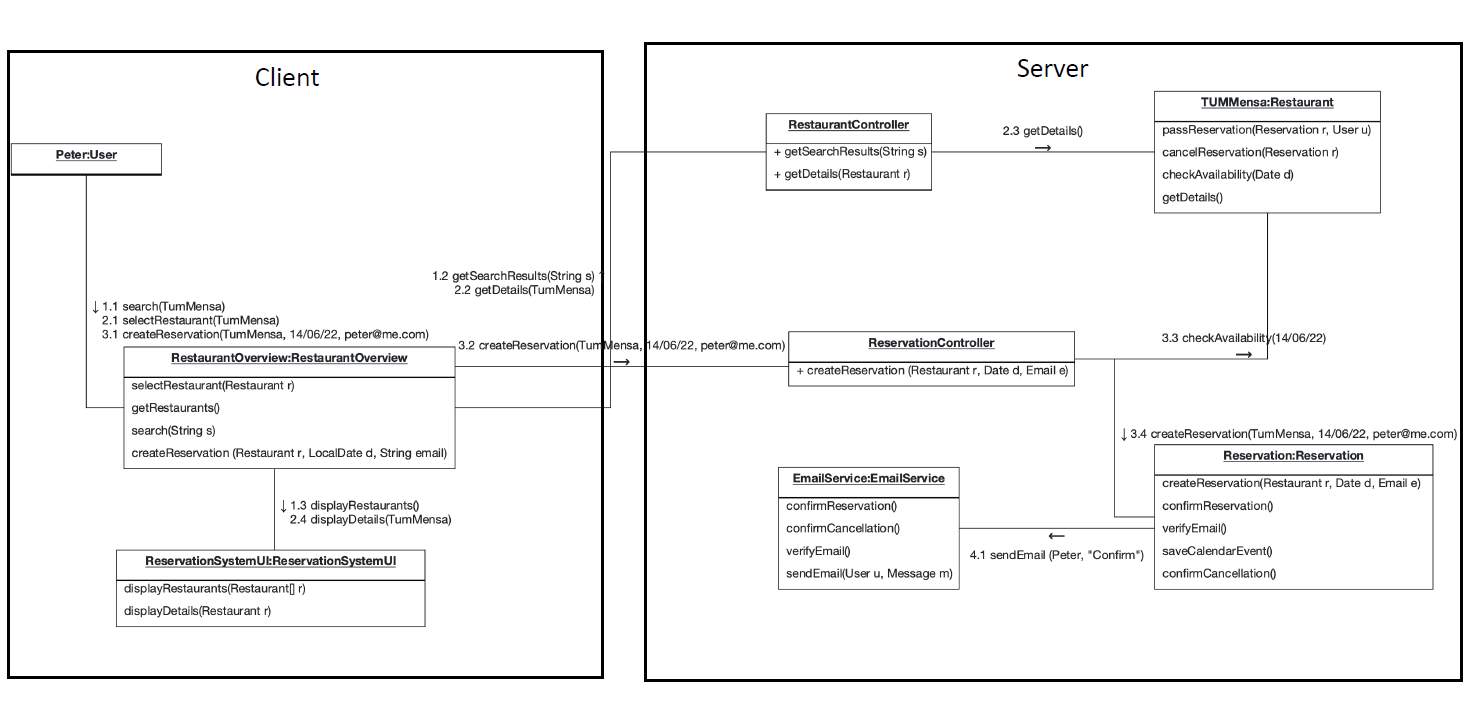 Client
Peter:User
↓ 1.1 search(TumMensa)
2.1 selectRestaurant(TumMensa)
3.1 createReservation(TumMensa, 14/06/22, peter@me.com)
RestaurantOverview:RestaurantOverview
selectRestaurant(Restaurant r)
getRestaurants()
search(String s)
createReservation (Restaurant r, LocalDate d, String email)
↓ 1.3 displayRestaurants()
2.4 displayDetails(TumMensa)
ReservationSystemUI:ReservationSystemUI
displayRestaurants(Restaurant[] r)
displayDetails(Restaurant r)
1.2 getSearchResults(String s)
2.2 getDetails(TumMensa)
3.2 createReservation(TumMensa, 14/06/22, peter@me.com)
→
Server
RestaurantController
+ getSearchResults(String s)
+ getDetails(Restaurant r)
2.3 getDetails()
→
TUMMensa:Restaurant
passReservation(Reservation r, User u)
cancelReservation(Reservation r)
checkAvailability(Date d)
getDetails()
ReservationController
+ createReservation (Restaurant r, Date d, Email e)
3.3 checkAvailability(14/06/22)
→
↓ 3.4 createReservation(TumMensa, 14/06/22, peter@me.com)
Reservation:Reservation
createReservation(Restaurant r, Date d, Email e)
confirmReservation()
verifyEmail()
saveCalendarEvent()
confirmCancellation()
←
4.1 sendEmail (Peter, "Confirm")
EmailService:EmailService
confirmReservation()
confirmCancellation()
verifyEmail()
sendEmail(User u, Message m)